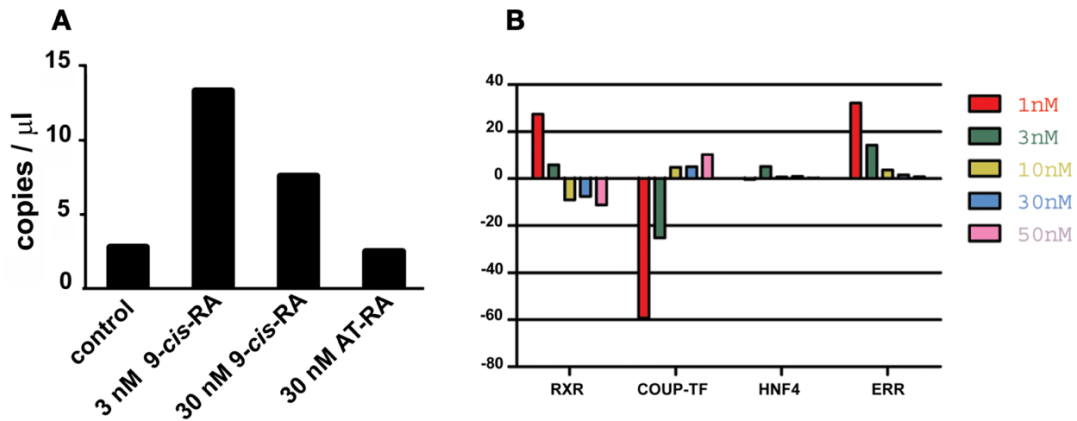 A
copies / µl
15
10
5
0
control
3 nM 9-cis-RA
30 nM 9-cis-RA
30 nM AT-RA
B
40
20
0
-20
-40
-60
-80
RXR
COUP-TF
HNF4
ERR
1nM
3nM
10nM
30nM
50nM